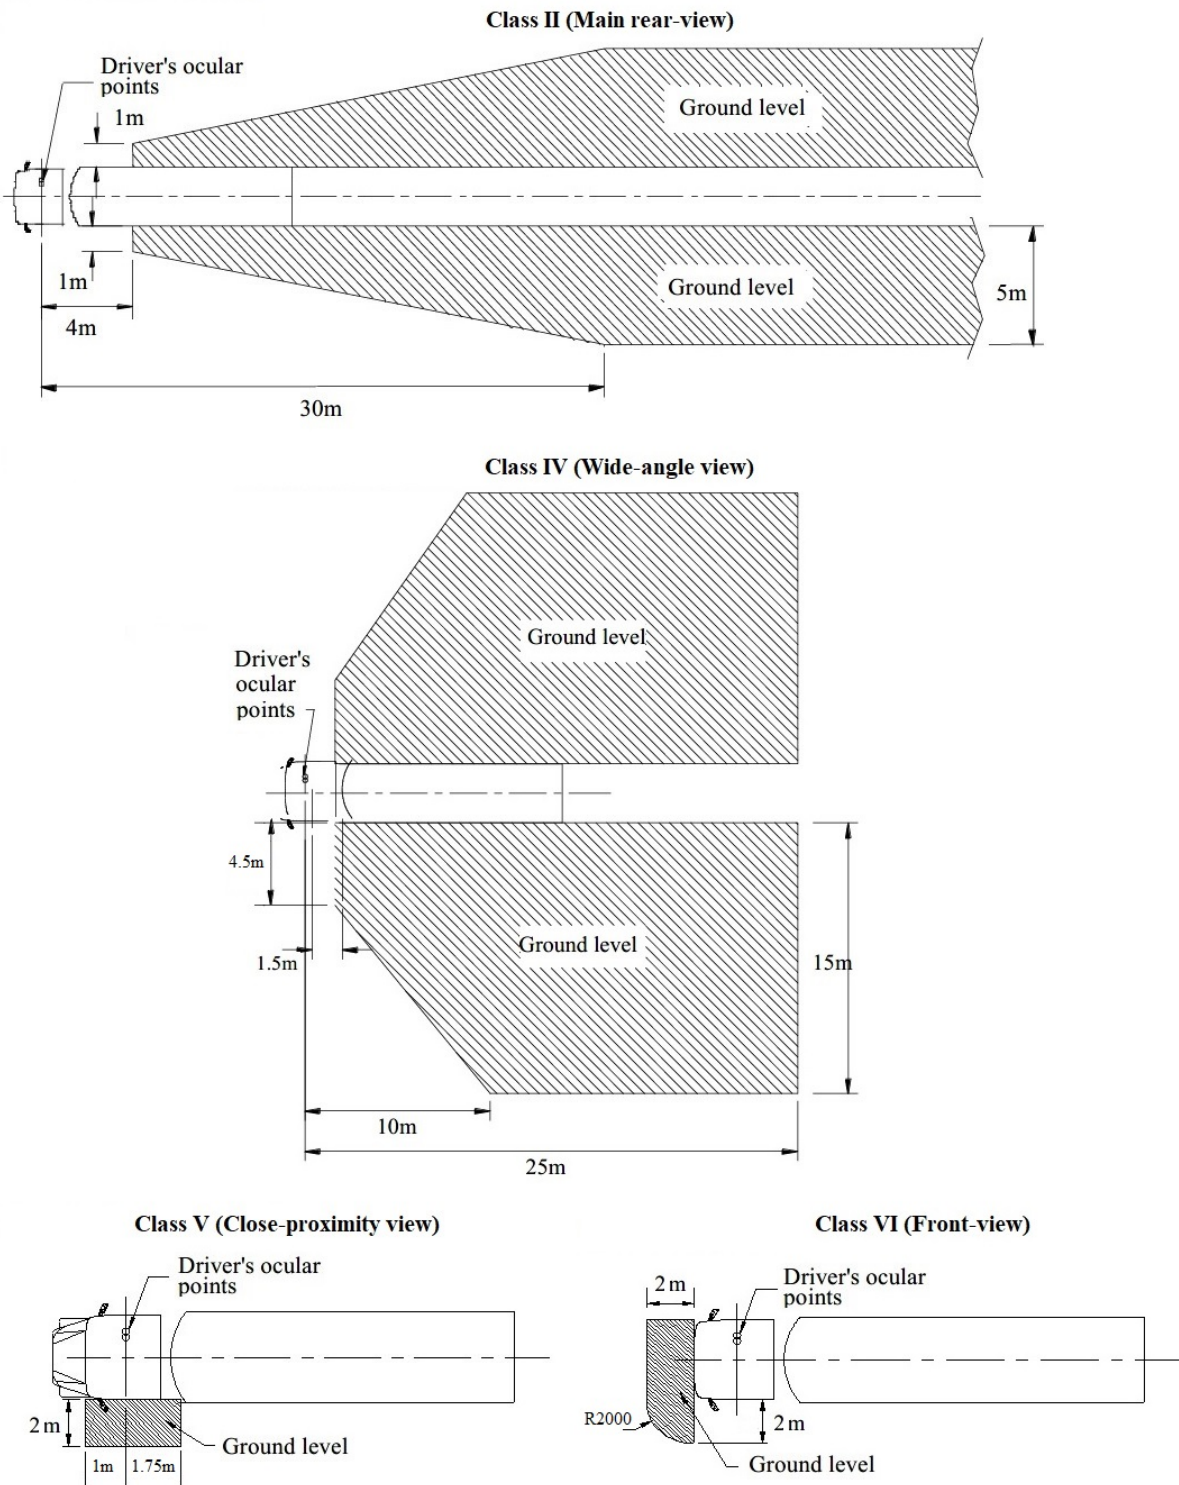 Class II (Main rear-view)
Driver's ocular
points
1m
Ground level
1m
Ground level
5m
4m
30m
Class IV (Wide-angle view)
Ground level
Driver's
ocular
points
4.5m
Ground level
1.5m
15m
10m
25m
Class V (Close-proximity view)
Driver's ocular
points
2 m
Ground level
1m
1.75m
Class VI (Front-view)
2 m
Driver's ocular
points
R2000
2 m
Ground level